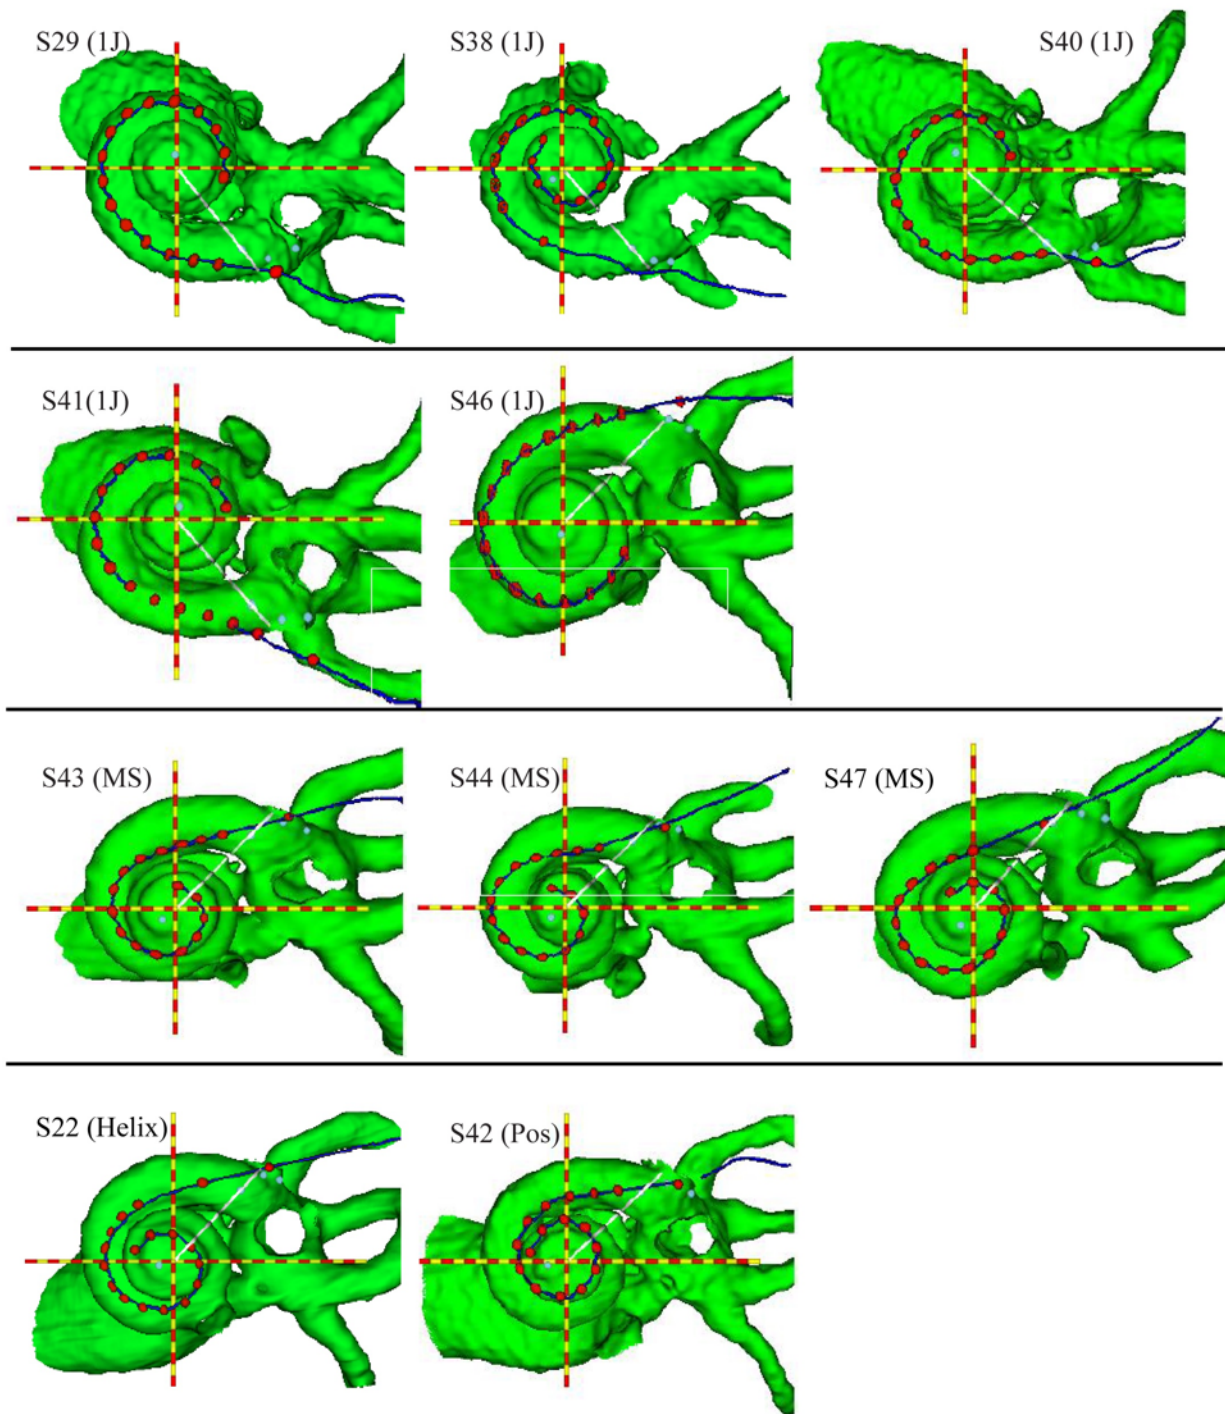 S29 (1J)
S38 (1J)
S40 (1J)
S41(1J)
S46 (1J)
S43 (MS)
S44 (MS)
S47 (MS)
S22 (Helix)
S42 (Pos)